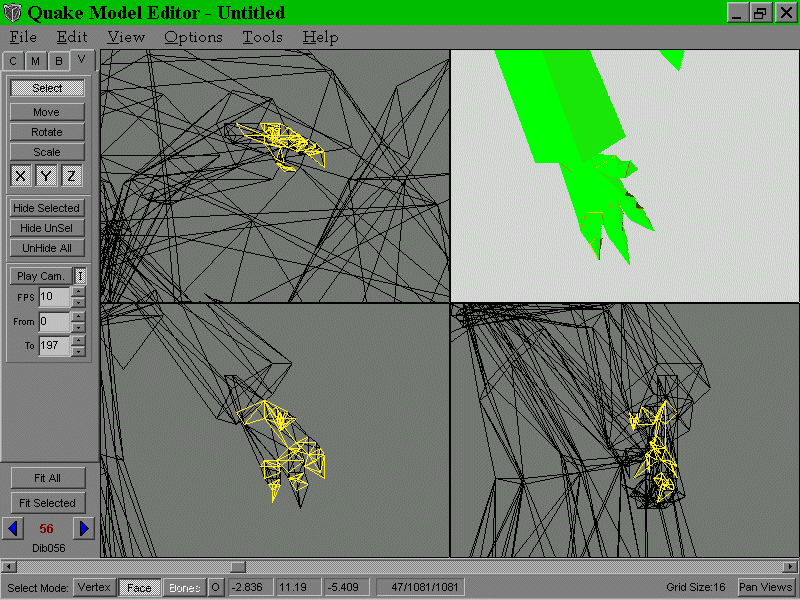 Quake Model Editor - Untitled
File Edit View Options Tools Help
C M B V
Select
Move
Rotate
Scale
X Y Z
Hide Selected
Hide UnSel
UnHide All
Play Cam. I
FPS 10
From 0
To 197
Fit All
Fit Selected
56
Dib056
Select Mode: Vertex Face Bones O -2.836 11.19 -5.409 47/1081/1081 Grid Size:16 Pan Views